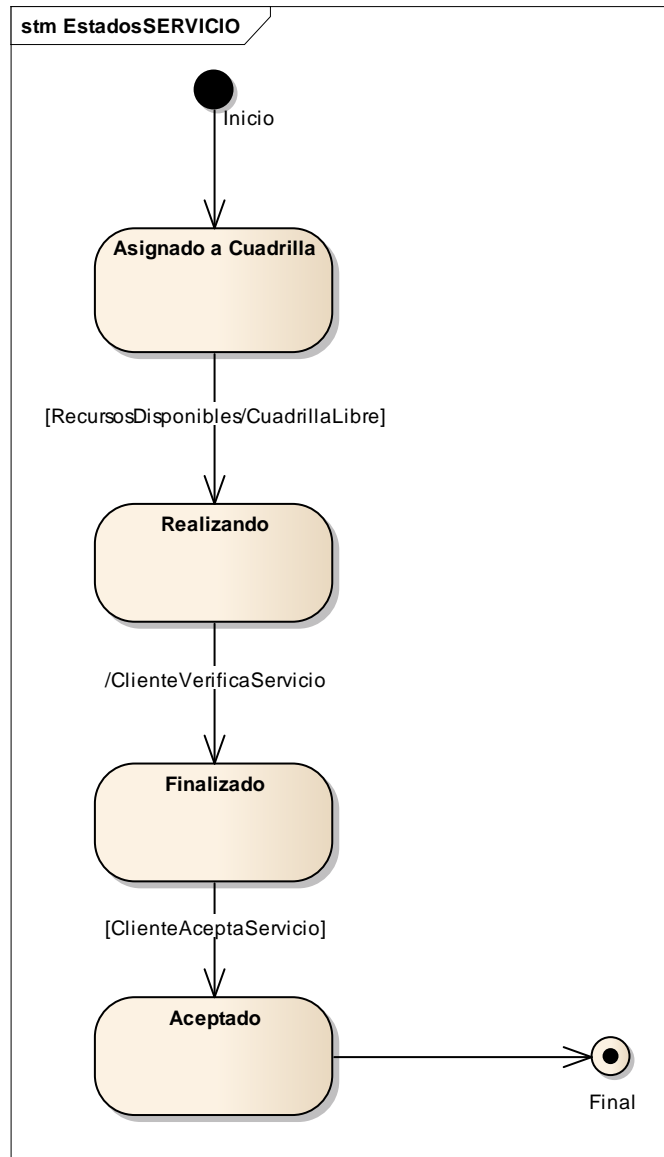 stm EstadosSERVICIO
Inicio
Asignado a Cuadrilla
[RecursosDisponibles/CuadrillaLibre]
Realizando
/ClienteVerificaServicio
Finalizado
[ClienteAceptaServicio]
Aceptado
Final